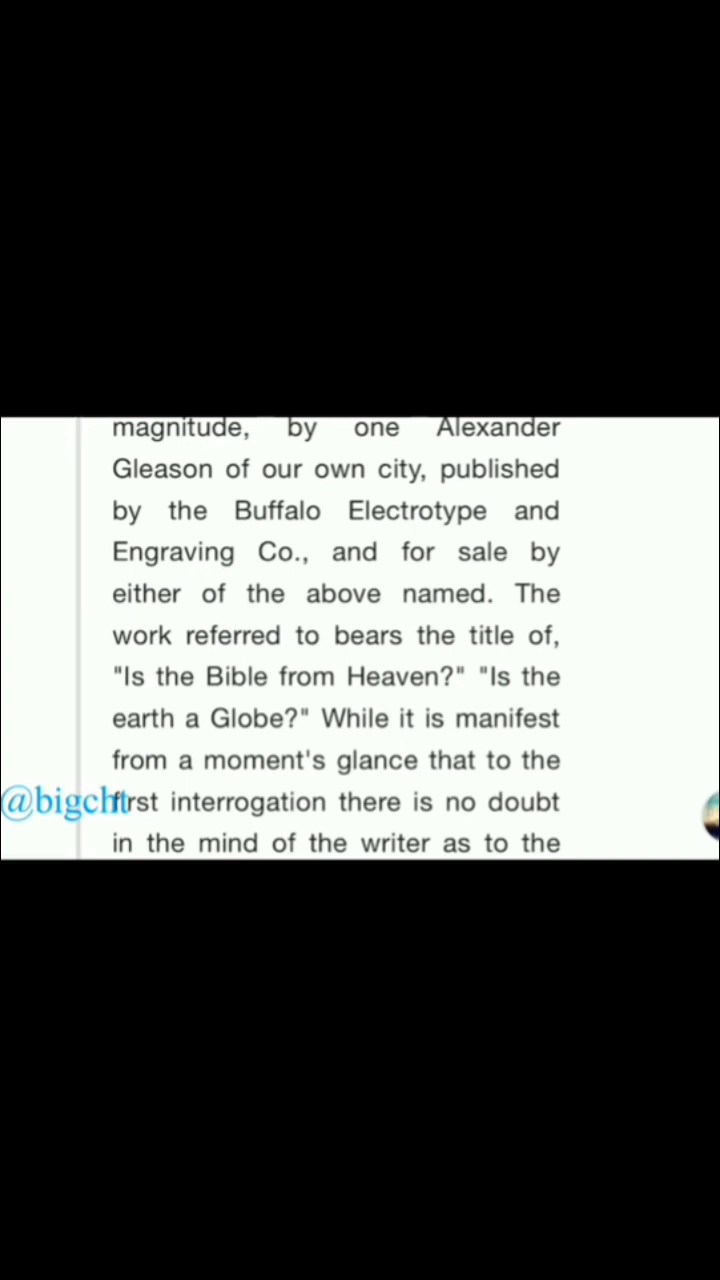 magnitude, by one Alexander
Gleason of our own city, published
by the Buffalo Electrotype and
Engraving Co., and for sale by
either of the above named. The
work referred to bears the title of,
"Is the Bible from Heaven?" "Is the
earth a Globe?" While it is manifest
from a moment's glance that to the
first interrogation there is no doubt
in the mind of the writer as to the
@bigcht